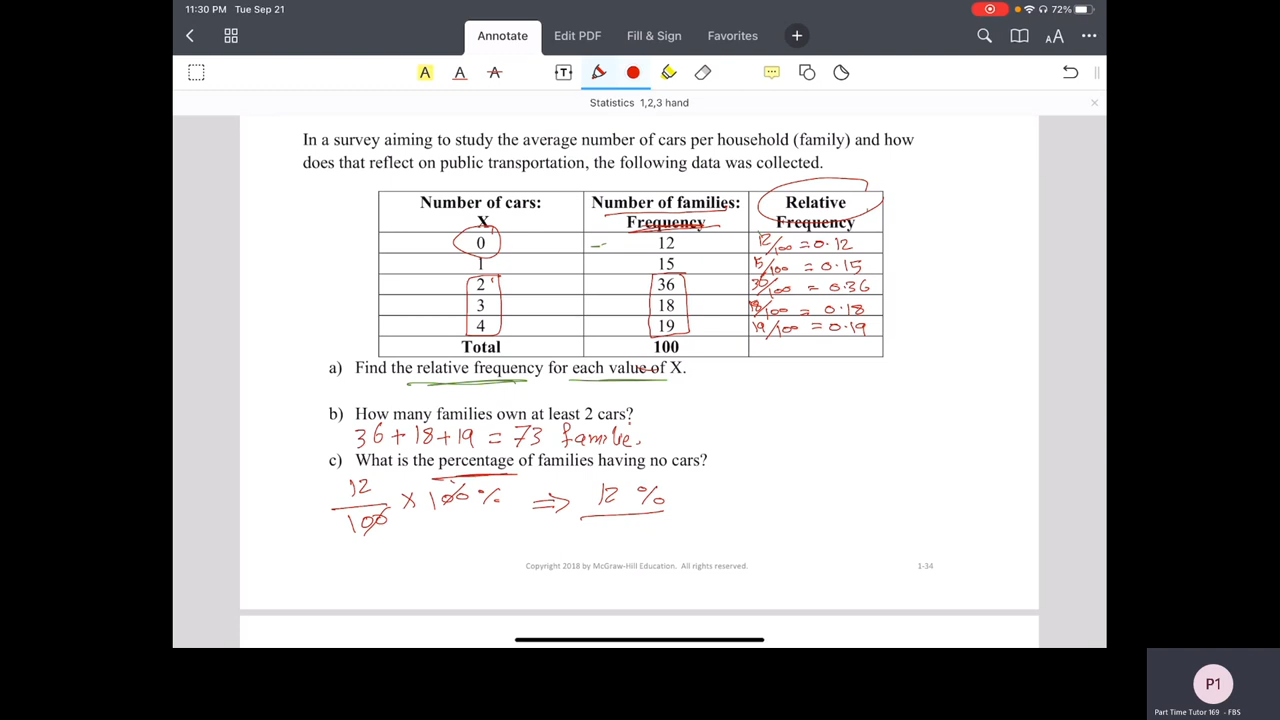 11:30 PM Tue Sep 21
72%
Annotate Edit PDF Fill & Sign Favorites
Statistics 1,2,3 hand
In a survey aiming to study the average number of cars per household (family) and how
does that reflect on public transportation, the following data was collected.
Number of cars: Number of families: Relative
X Frequency Frequency
0 12 12/100 = 0.12
1 15 15/100 = 0.15
2 36 30/100 = 0.36
3 18 18/100 = 0.18
4 19 19/100 = 0.19
Total 100
a) Find the relative frequency for each value of X.
b) How many families own at least 2 cars?
36+18+19 = 73 familie.
c) What is the percentage of families having no cars?
12/100 × 100% ⇒ 12 %
Copyright 2018 by McGraw-Hill Education. All rights reserved. 1-34
P1
Part Time Tutor 169 - FBS